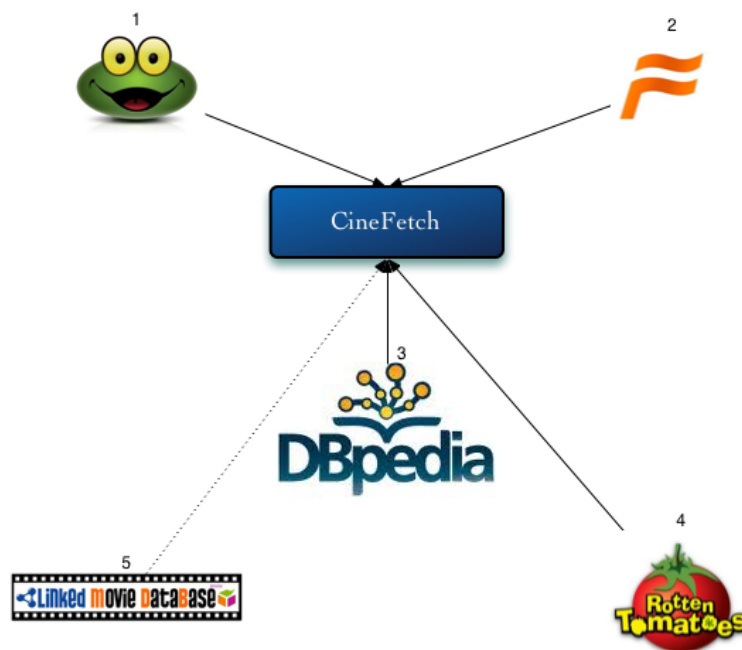 1
2
CineFetch
3
DBpedia
4
5
Linked Movie DataBase
Rotten
Tomatoes